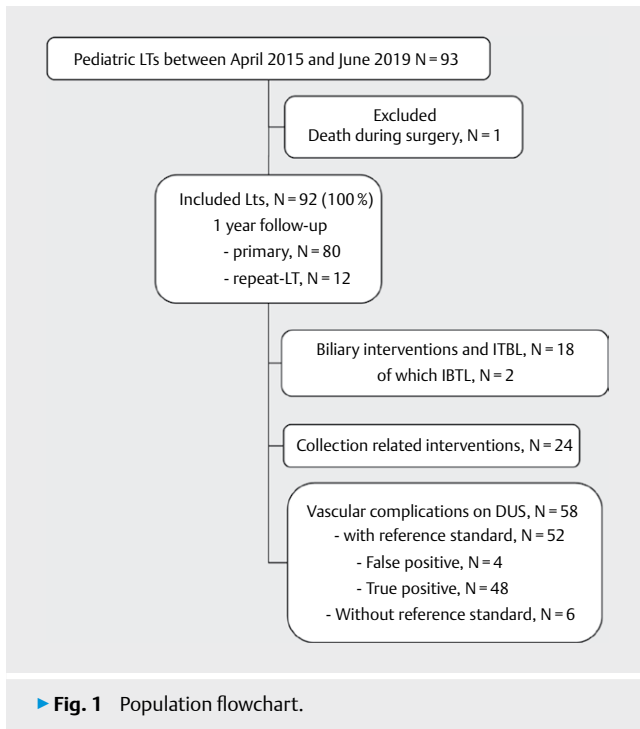 Pediatric LTs between April 2015 and June 2019 N = 93
Excluded
Death during surgery, N = 1
Included Lts, N = 92 (100 %)
1 year follow-up
- primary, N = 80
- repeat-LT, N = 12
Biliary interventions and ITBL, N = 18
of which IBTL, N = 2
Collection related interventions, N = 24
Vascular complications on DUS, N = 58
- with reference standard, N = 52
- False positive, N = 4
- True positive, N = 48
- Without reference standard, N = 6
▶ Fig. 1 Population flowchart.